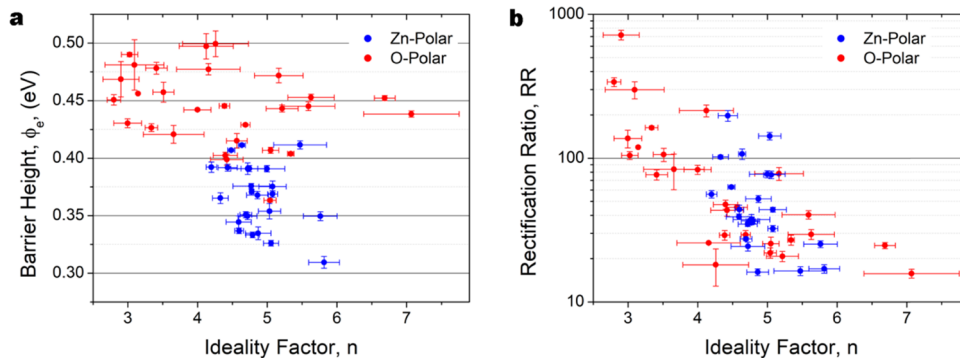 a
Zn-Polar
O-Polar
0.50
0.45
0.40
0.35
0.30
Barrier Height, ϕe, (eV)
3 4 5 6 7
Ideality Factor, n
b
Zn-Polar
O-Polar
1000
100
10
Rectification Ratio, RR
3 4 5 6 7
Ideality Factor, n